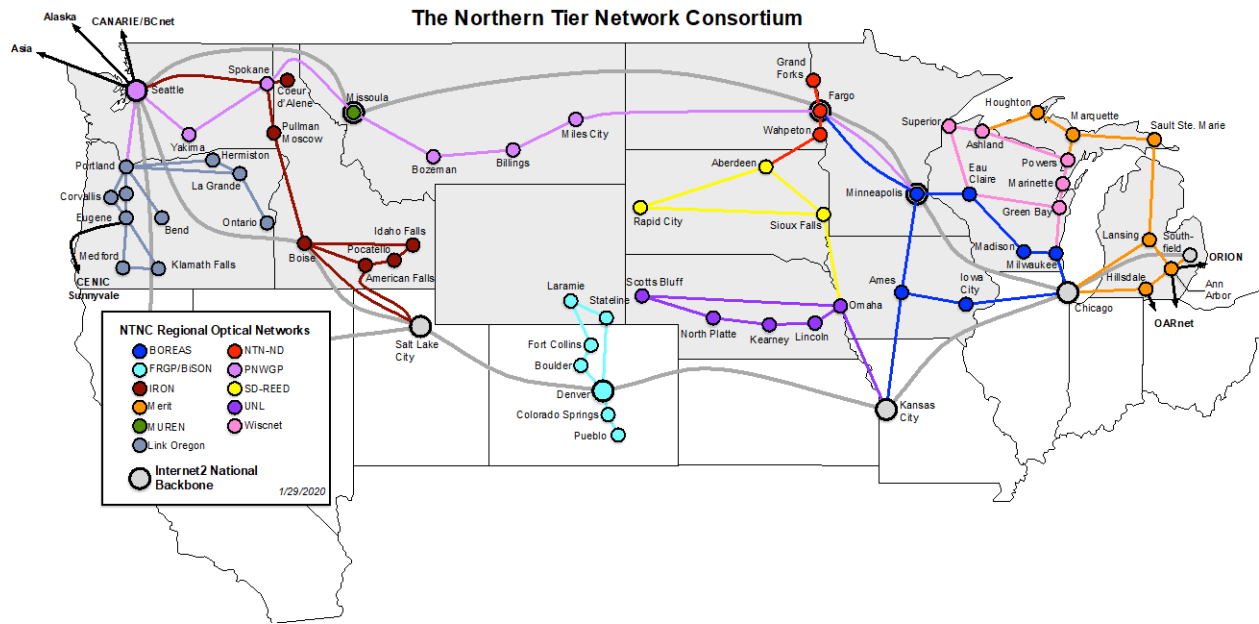 The Northern Tier Network Consortium
Alaska
CANARIE/BCnet
Asia
Seattle
Spokane
Coeur
d'Alene
Pullman
Moscow
Yakima
Missoula
Bozeman
Billings
Miles City
Grand
Forks
Fargo
Wahpeton
Aberdeen
Rapid City
Sioux Falls
Minneapolis
Superior
Ashland
Houghton
Marquette
Sault Ste. Marie
Powers
Marinette
Green Bay
Eau
Claire
Madison
Milwaukee
Lansing
South-
field
ORION
Ann
Arbor
Hillsdale
OARnet
Chicago
Portland
Hermiston
La Grande
Ontario
Corvallis
Eugene
Bend
Medford
Klamath Falls
CENIC
Sunnyvale
Boise
Idaho Falls
Pocatello
American Falls
Salt Lake
City
Laramie
Stateline
Fort Collins
Boulder
Denver
Colorado Springs
Pueblo
Scotts Bluff
North Platte
Kearney
Lincoln
Omaha
Ames
Iowa
City
Kansas
City
NTNC Regional Optical Networks
BOREAS
NTN-ND
FRGP/BiSON
PNWGP
IRON
SD-REED
Merit
UNL
MUREN
Wiscnet
Link Oregon
Internet2 National
Backbone
1/29/2020